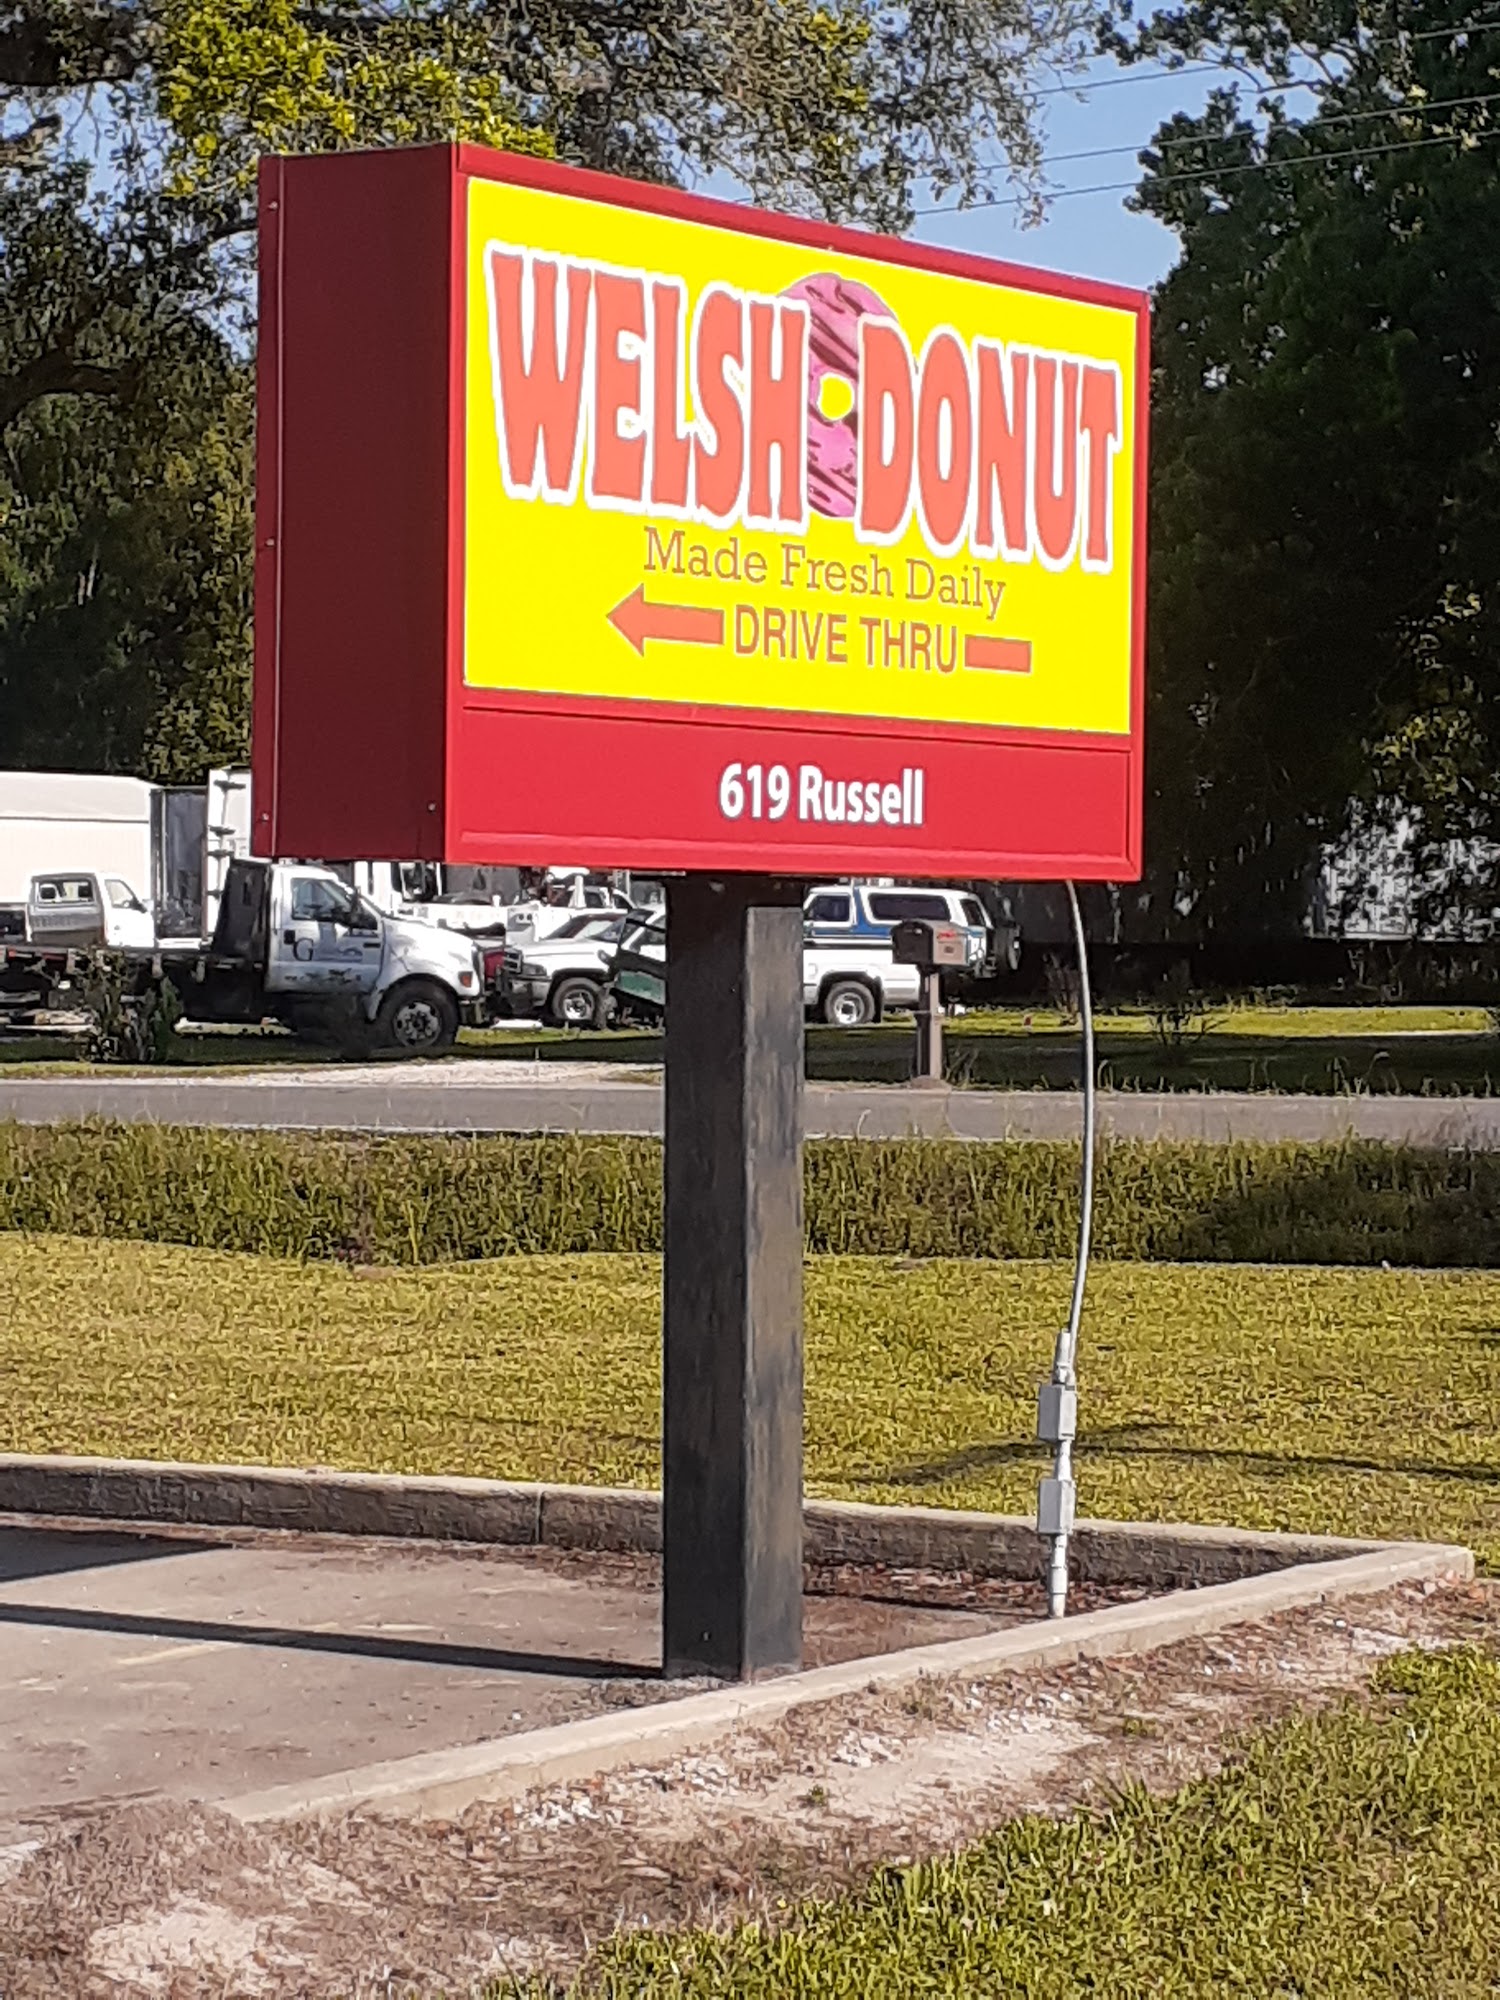 WELSH DONUT
Made Fresh Daily
DRIVE THRU
619 Russell
G